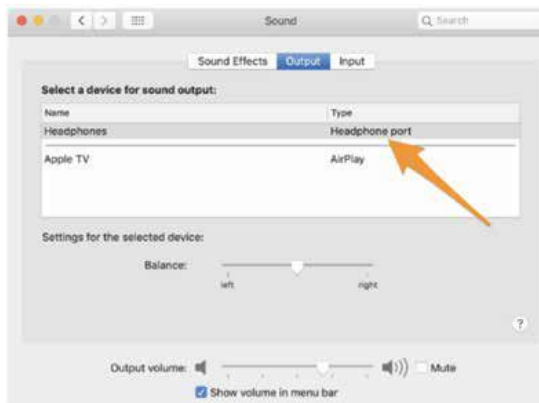 Sound
Search
Sound Effects Output Input
Select a device for sound output:
Name Type
Headphones Headphone port
Apple TV AirPlay
Settings for the selected device:
Balance:
left right
?
Output volume: Mute
Show volume in menu bar